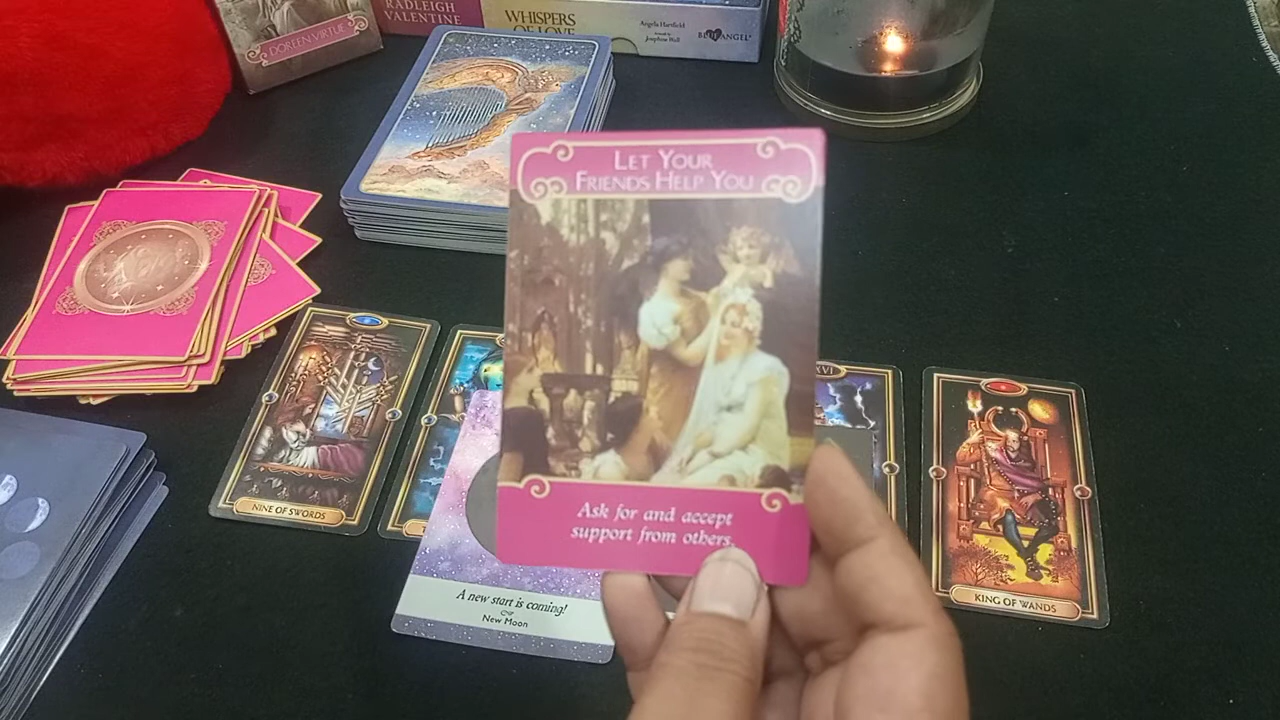 DOREEN VIRTUE
RADLEIGH
VALENTINE
WHISPERS
OF LOVE
Angela Hartfield
Josephine Wall
BLUE ANGEL
LET YOUR
FRIENDS HELP YOU
Ask for and accept
support from others.
NINE OF SWORDS
T
XVI
A new start is coming!
New Moon
KING OF WANDS